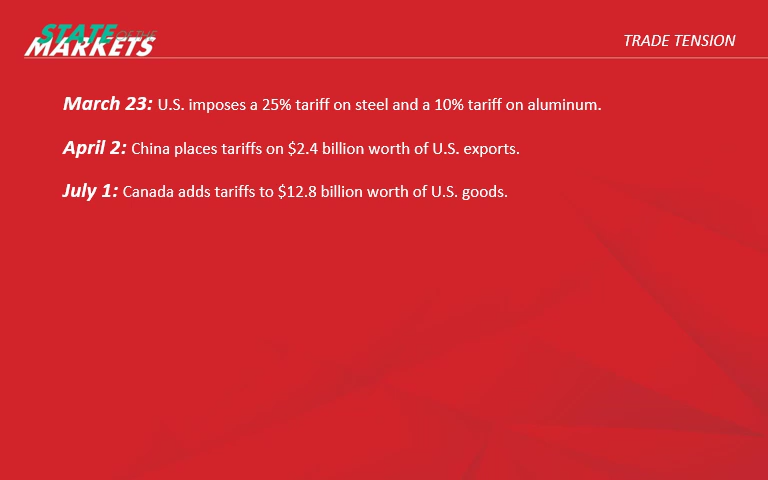 STATE OF THE
MARKETS
TRADE TENSION
March 23: U.S. imposes a 25% tariff on steel and a 10% tariff on aluminum.
April 2: China places tariffs on $2.4 billion worth of U.S. exports.
July 1: Canada adds tariffs to $12.8 billion worth of U.S. goods.